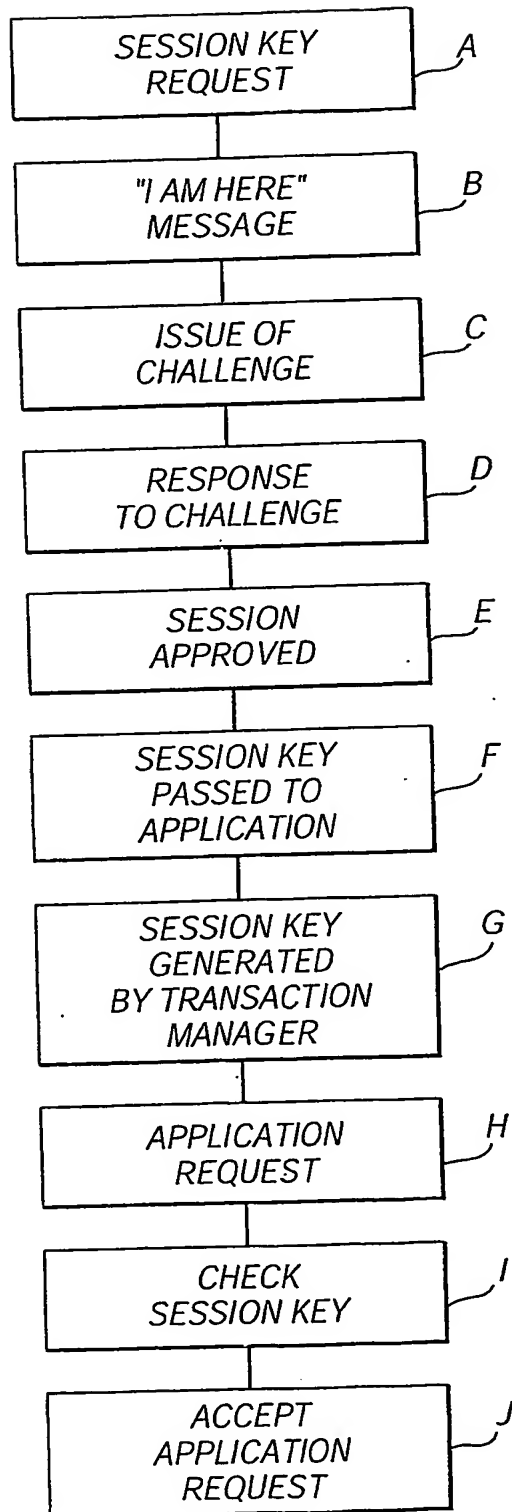 SESSION KEY
REQUEST
A
"I AM HERE"
MESSAGE
B
ISSUE OF
CHALLENGE
C
RESPONSE
TO CHALLENGE
D
SESSION
APPROVED
E
SESSION KEY
PASSED TO
APPLICATION
F
SESSION KEY
GENERATED
BY TRANSACTION
MANAGER
G
APPLICATION
REQUEST
H
CHECK
SESSION KEY
I
ACCEPT
APPLICATION
REQUEST
J